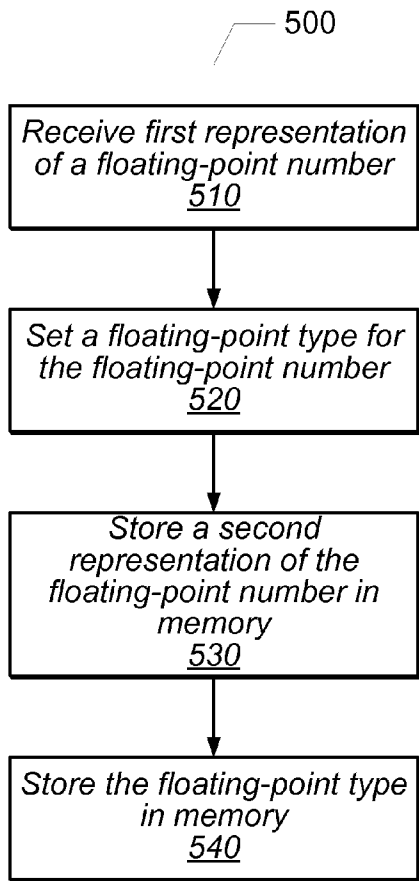 500
Receive first representation
of a floating-point number
510
Set a floating-point type for
the floating-point number
520
Store a second
representation of the
floating-point number in
memory
530
Store the floating-point type
in memory
540